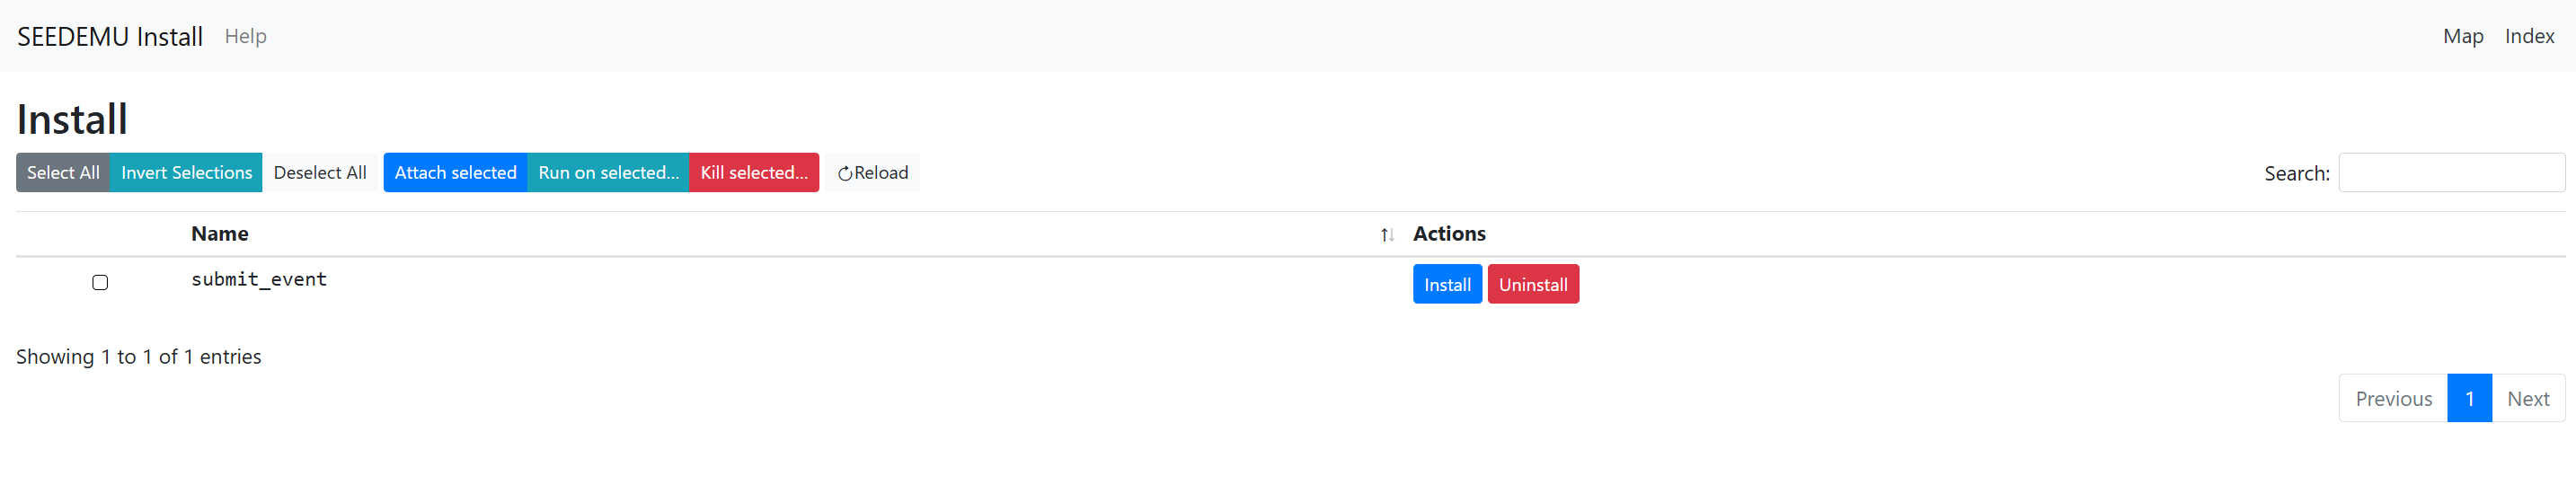 SEEDEMU Install Help Map Index
Install
Select All Invert Selections Deselect All Attach selected Run on selected... Kill selected... Reload Search:
Name Actions
submit_event Install Uninstall
Showing 1 to 1 of 1 entries
Previous 1 Next